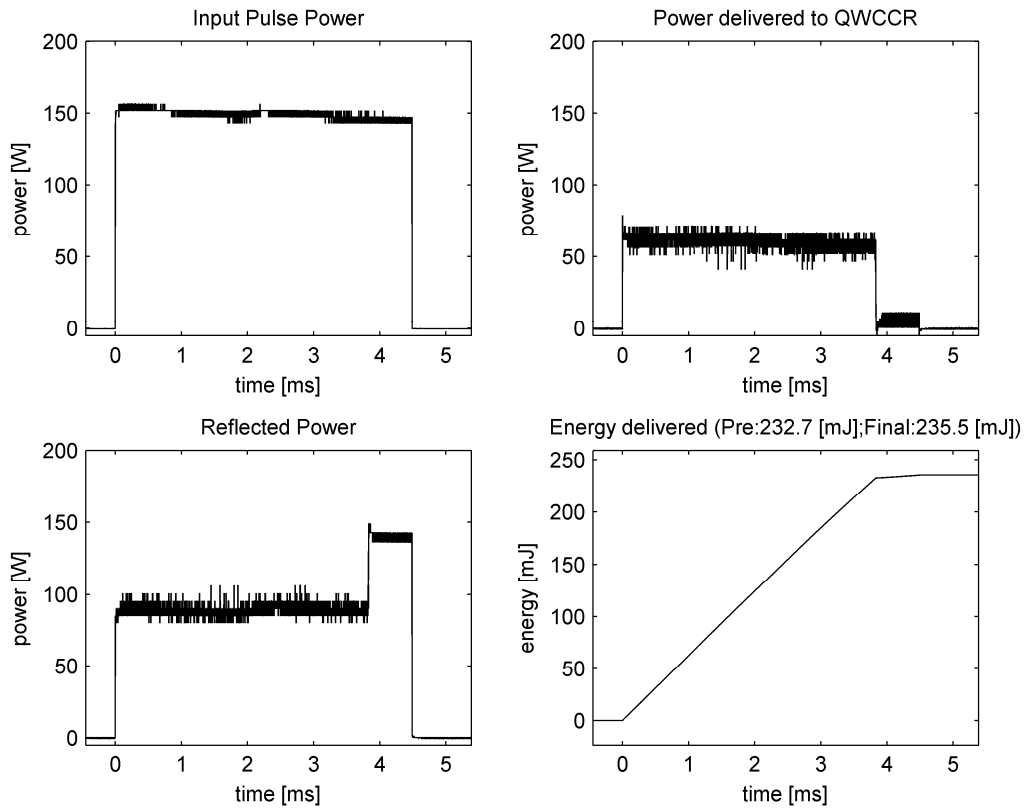 Input Pulse Power
200
150
100
50
0
power [W]
0 1 2 3 4 5
time [ms]
Power delivered to QWCCR
200
150
100
50
0
power [W]
0 1 2 3 4 5
time [ms]
Reflected Power
200
150
100
50
0
power [W]
0 1 2 3 4 5
time [ms]
Energy delivered (Pre:232.7 [mJ];Final:235.5 [mJ])
250
200
150
100
50
0
energy [mJ]
0 1 2 3 4 5
time [ms]